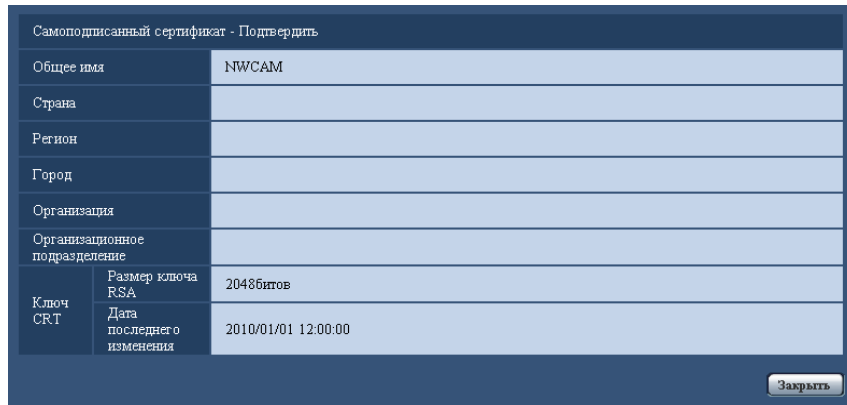 Самоподписанный сертификат - Подтвердить
Общее имя
NWCAM
Страна
Регион
Город
Организация
Организационное
подразделение
Ключ
CRT
Размер ключа
RSA
2048битов
Дата
последнего
изменения
2010/01/01 12:00:00
Закрыть